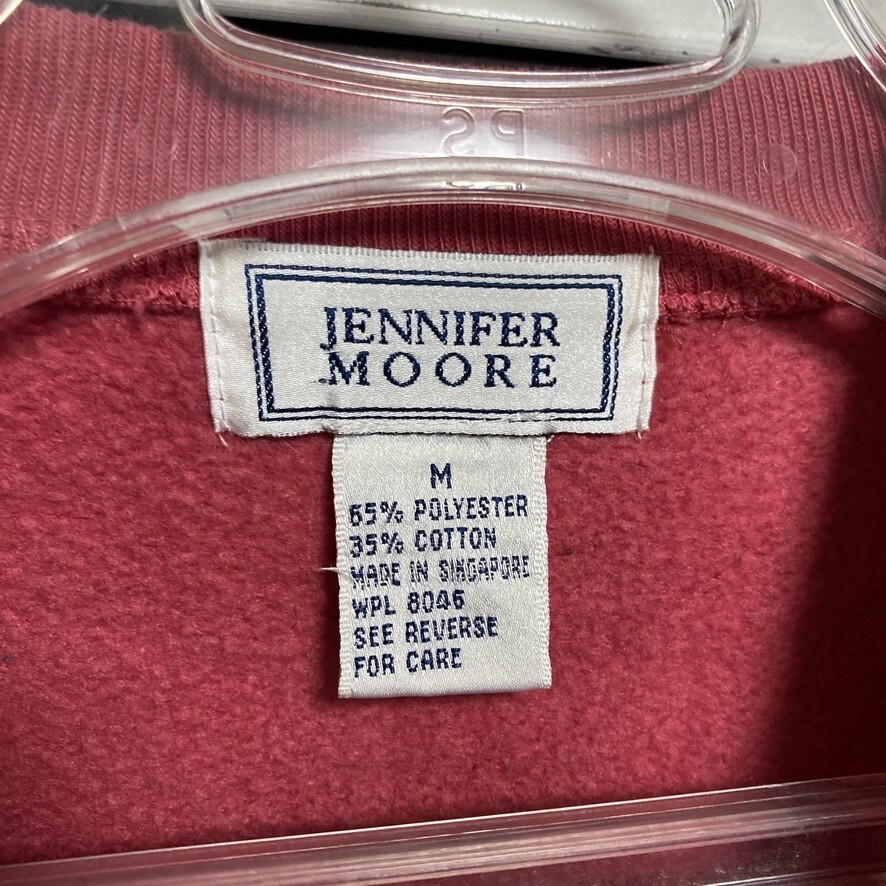 JENNIFER
MOORE
M
65% POLYESTER
35% COTTON
MADE IN SINGAPORE
WPL 8046
SEE REVERSE
FOR CARE